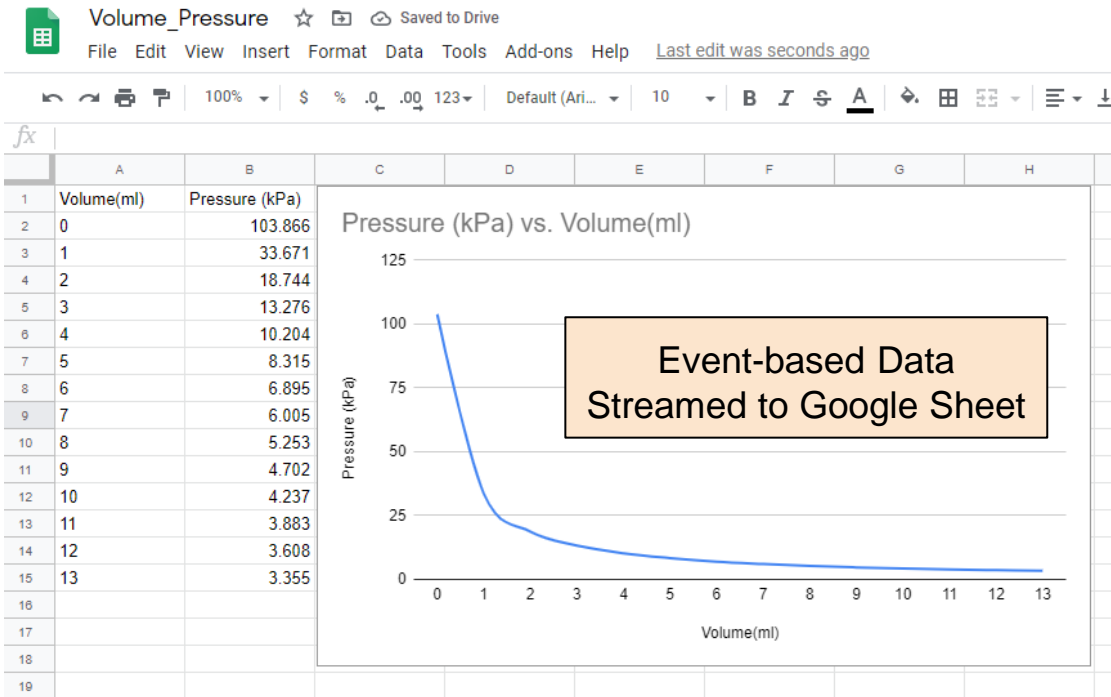 Volume_Pressure Saved to Drive
File Edit View Insert Format Data Tools Add-ons Help Last edit was seconds ago
100% $ % .0 .00 123 Default (Ari... 10 B I S A
fx
A B C D E F G H
1 Volume(ml) Pressure (kPa)
2 0 103.866
3 1 33.671
4 2 18.744
5 3 13.276
6 4 10.204
7 5 8.315
8 6 6.895
9 7 6.005
10 8 5.253
11 9 4.702
12 10 4.237
13 11 3.883
14 12 3.608
15 13 3.355
16
17
18
19
Pressure (kPa) vs. Volume(ml)
125
100
75
50
25
0
Pressure (kPa)
0 1 2 3 4 5 6 7 8 9 10 11 12 13
Volume(ml)
Event-based Data
Streamed to Google Sheet